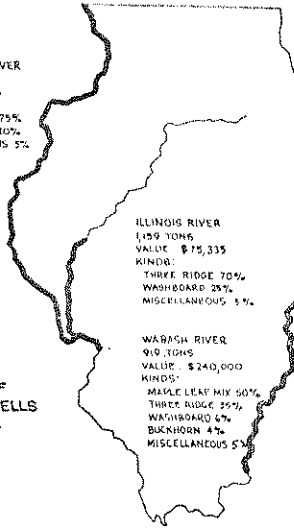 VER
%
75%
20%
US 5%
ILLINOIS RIVER
1,159 TONS
VALUE $75,335
KINDS:
THREE RIDGE 70%
WASHBOARD 25%
MISCELLANEOUS 5%
WABASH RIVER
919 TONS
VALUE $240,000
KINDS:
MAPLE LEAF MIX 50%
THREE RIDGE 35%
WASHBOARD 6%
BUCKHORN 4%
MISCELLANEOUS 5%
ELLS